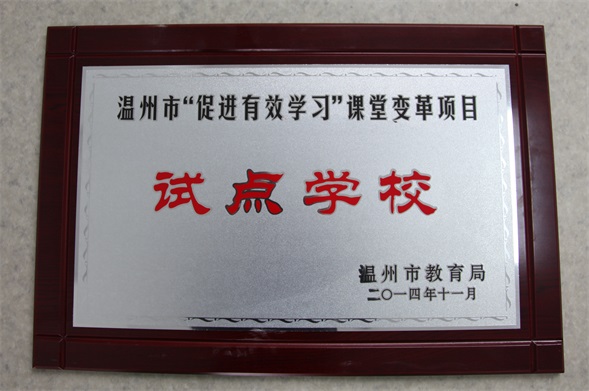 温州市“促进有效学习”课堂变革项目
试点学校
温州市教育局
二〇一四年十一月